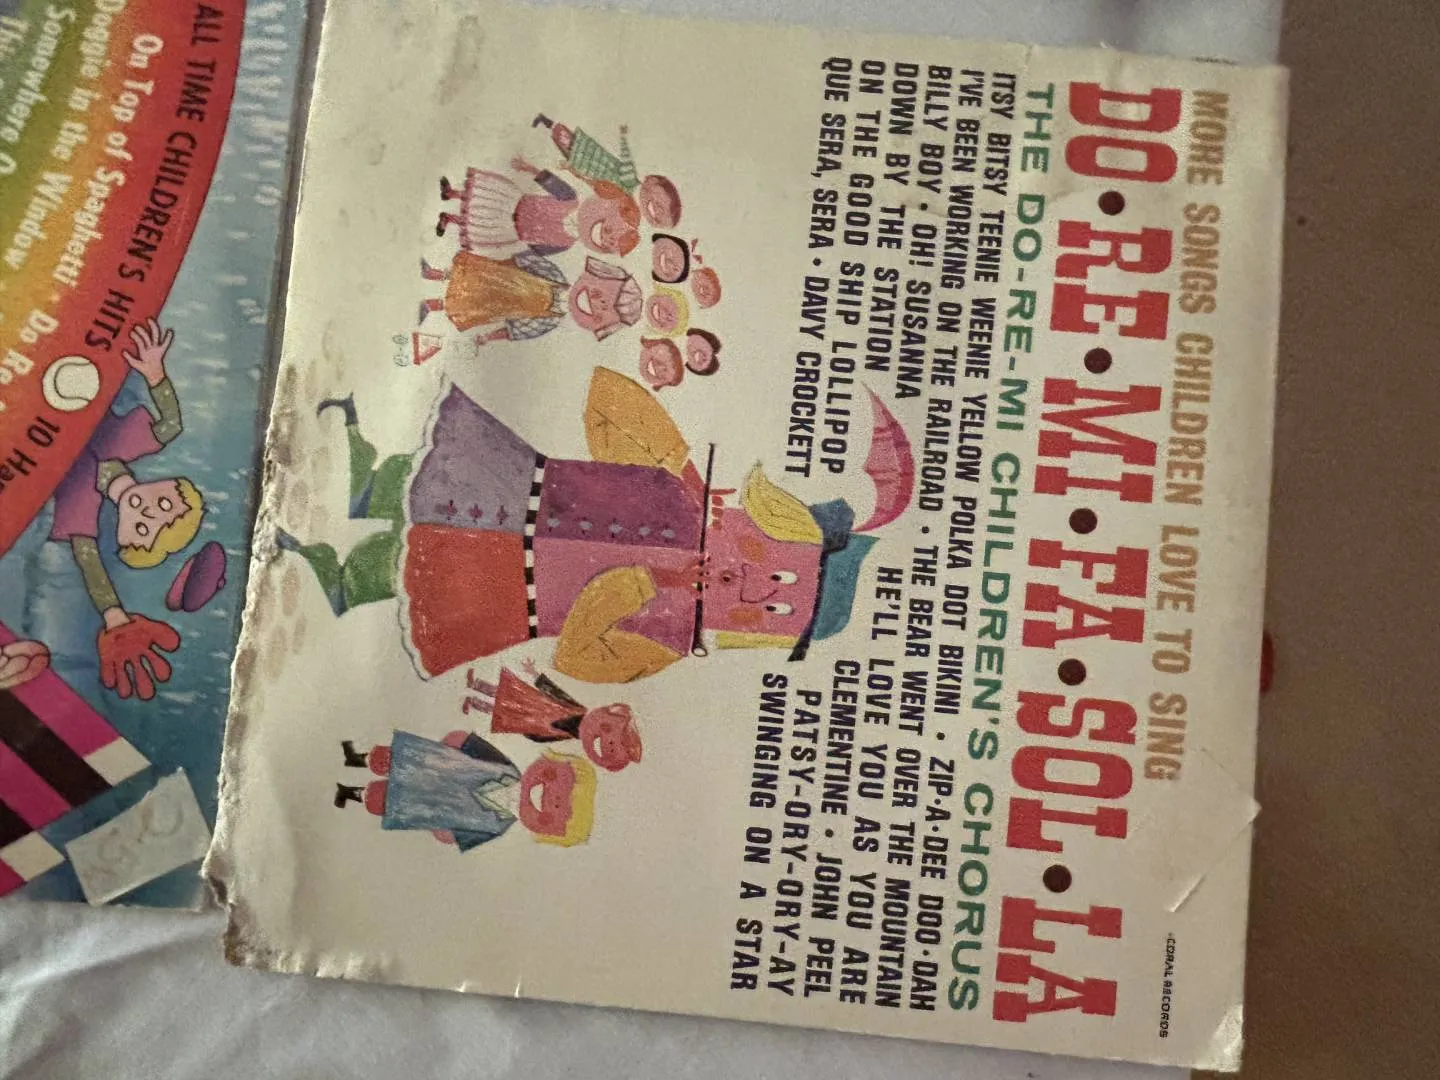 MORE SONGS CHILDREN LOVE TO SING
CORAL RECORDS
DO•RE•MI•FA•SOL•LA
THE DO-RE-MI CHILDREN'S CHORUS
ITSY BITSY TEENIE WEENIE YELLOW POLKA DOT BIKINI • ZIP-A-DEE DOO-DAH
I'VE BEEN WORKING ON THE RAILROAD • THE BEAR WENT OVER THE MOUNTAIN
BILLY BOY • OH! SUSANNA
HE'LL LOVE YOU AS YOU ARE
DOWN BY THE STATION
CLEMENTINE • JOHN PEEL
ON THE GOOD SHIP LOLLIPOP
PATSY-ORY-ORY-ORY-AY
QUE SERA, SERA • DAVY CROCKETT
SWINGING ON A STAR
ALL TIME CHILDREN'S HITS
10
On Top of Spaghetti • Do Re
Doggie in the Window
Somewhere O